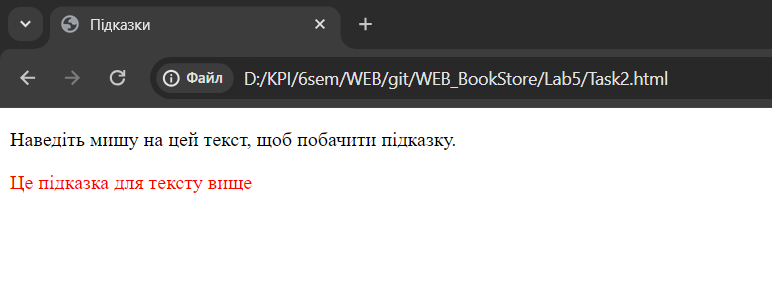 Підказки
Файл D:/KPI/6sem/WEB/git/WEB_BookStore/Lab5/Task2.html
Наведіть мишу на цей текст, щоб побачити підказку.
Це підказка для тексту вище